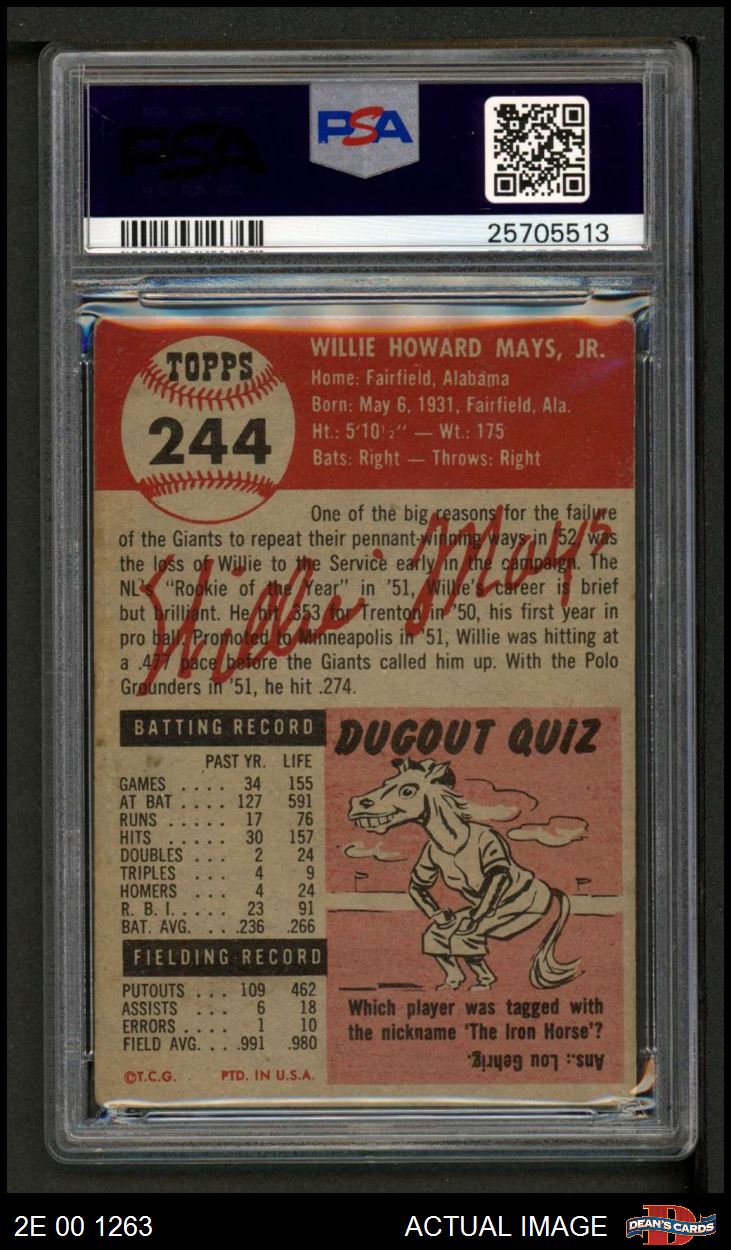 PSA
PSA
25705513
TOPPS
244
WILLIE HOWARD MAYS, JR.
Home: Fairfield, Alabama
Born: May 6, 1931, Fairfield, Ala.
Ht.: 5'10½" — Wt.: 175
Bats: Right — Throws: Right
One of the big reasons for the failure
of the Giants to repeat their pennant-winning ways in '52, was
the loss of Willie to the Service early in the campaign. The
NL's "Rookie of the Year" in '51, Willie's career is brief
but brilliant. He hit .353 for Trenton in '50, his first year in
pro ball. Promoted to Minneapolis in '51, Willie was hitting at
a .477 pace before the Giants called him up. With the Polo
Grounders in '51, he hit .274.
Willie Mays
BATTING RECORD
PAST YR. LIFE
GAMES .... 34 155
AT BAT .... 127 591
RUNS ..... 17 76
HITS ..... 30 157
DOUBLES ... 2 24
TRIPLES ... 4 9
HOMERS ... 4 24
R. B. I. .... 23 91
BAT. AVG. ... .236 .266
FIELDING RECORD
PUTOUTS ... 109 462
ASSISTS ... 6 18
ERRORS .... 1 10
FIELD AVG. ... .991 .980
©T.C.G. PTD. IN U.S.A.
DUGOUT QUIZ
Which player was tagged with
the nickname 'The Iron Horse'?
Ans.: Lou Gehrig.
2E 00 1263
ACTUAL IMAGE
D
DEAN'S CARDS